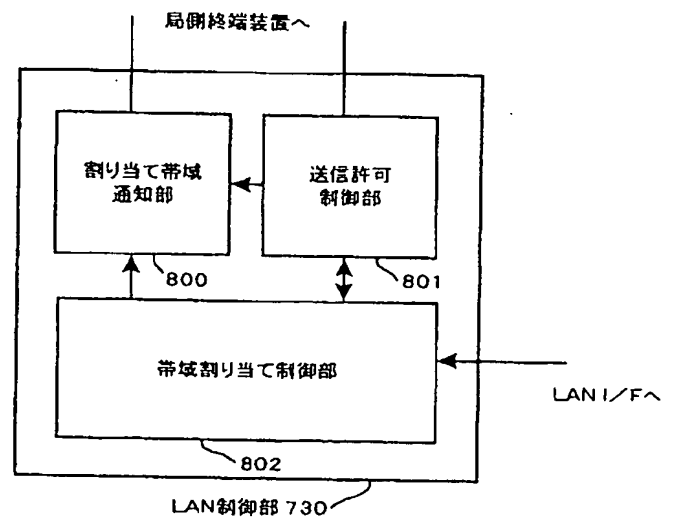 局側終端装置へ
割り当て帯域
通知部
送信許可
制御部
800
801
帯域割り当て制御部
LAN I/Fへ
802
LAN制御部 730